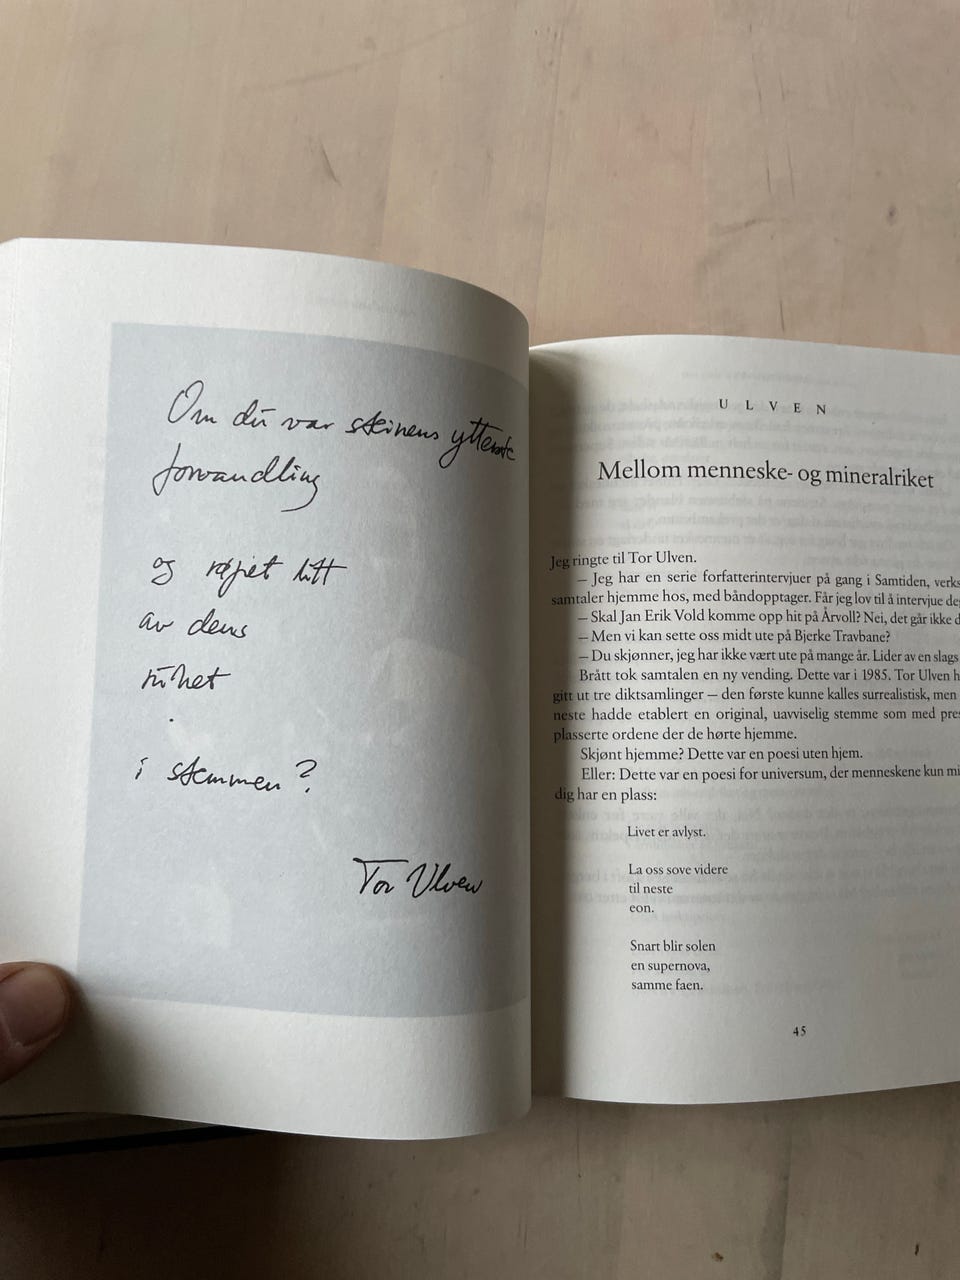 Om du var steinens ytterste
forvandling
og røpet litt
av dens
ruhet
i stemmen?
Tor Ulven
ULVEN
Mellom menneske- og mineralriket
Jeg ringte til Tor Ulven.
– Jeg har en serie forfatterintervjuer på gang i Samtiden, verks
samtaler hjemme hos, med båndopptager. Får jeg lov til å intervjue de
– Skal Jan Erik Vold komme opp hit på Årvoll? Nei, det går ikke d
– Men vi kan sette oss midt ute på Bjerke Travbane?
– Du skjønner, jeg har ikke vært ute på mange år. Lider av en slags
Brått tok samtalen en ny vending. Dette var i 1985. Tor Ulven h
gitt ut tre diktsamlinger – den første kunne kalles surrealistisk, men
neste hadde etablert en original, uavviselig stemme som med pres
plasserte ordene der de hørte hjemme.
Skjønt hjemme? Dette var en poesi uten hjem.
Eller: Dette var en poesi for universum, der menneskene kun mi
dig har en plass:
Livet er avlyst.
La oss sove videre
til neste
eon.
Snart blir solen
en supernova,
samme faen.
45